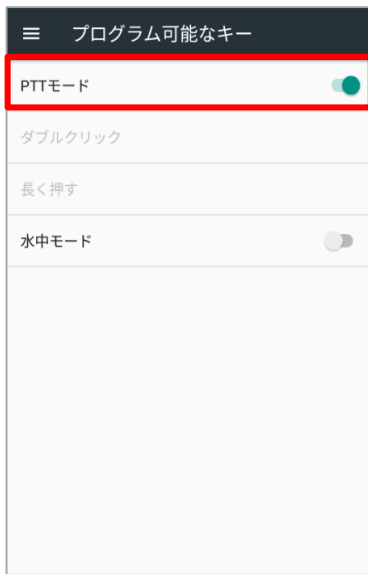 プログラム可能なキー
PTTモード
ダブルクリック
長く押す
水中モード